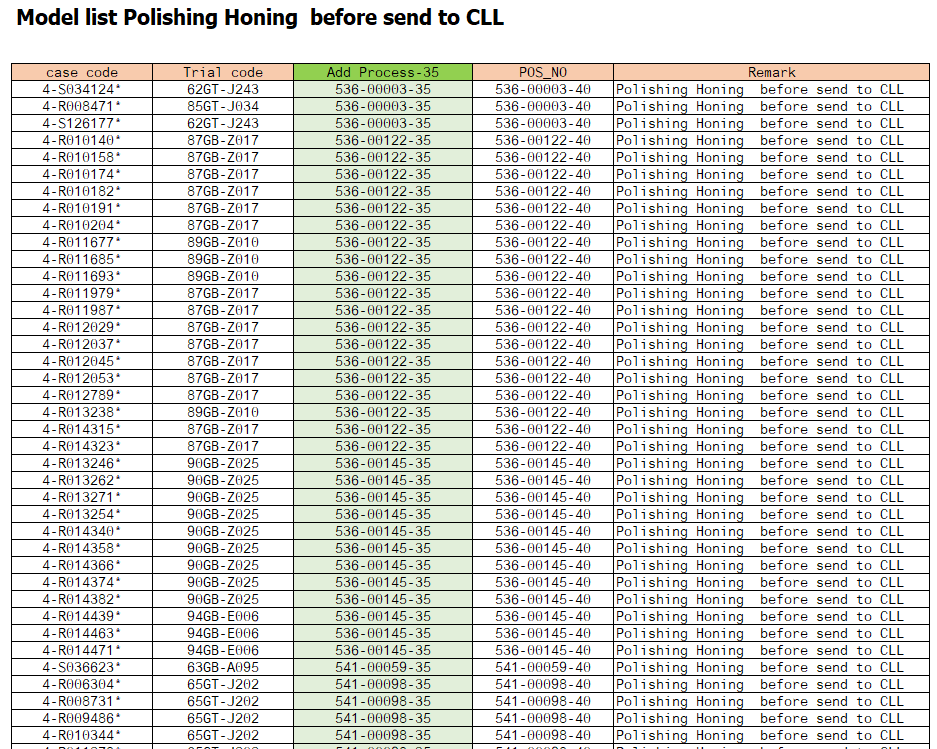 Model list Polishing Honing  before send to CLL
case code Trial code Add Process-35 POS_NO Remark
4-S034124* 62GT-J243 536-00003-35 536-00003-40 Polishing Honing  before send to CLL
4-R008471* 85GT-J034 536-00003-35 536-00003-40 Polishing Honing  before send to CLL
4-S126177* 62GT-J243 536-00003-35 536-00003-40 Polishing Honing  before send to CLL
4-R010140* 87GB-Z017 536-00122-35 536-00122-40 Polishing Honing  before send to CLL
4-R010158* 87GB-Z017 536-00122-35 536-00122-40 Polishing Honing  before send to CLL
4-R010174* 87GB-Z017 536-00122-35 536-00122-40 Polishing Honing  before send to CLL
4-R010182* 87GB-Z017 536-00122-35 536-00122-40 Polishing Honing  before send to CLL
4-R010191* 87GB-Z017 536-00122-35 536-00122-40 Polishing Honing  before send to CLL
4-R010204* 87GB-Z017 536-00122-35 536-00122-40 Polishing Honing  before send to CLL
4-R011677* 89GB-Z010 536-00122-35 536-00122-40 Polishing Honing  before send to CLL
4-R011685* 89GB-Z010 536-00122-35 536-00122-40 Polishing Honing  before send to CLL
4-R011693* 89GB-Z010 536-00122-35 536-00122-40 Polishing Honing  before send to CLL
4-R011979* 87GB-Z017 536-00122-35 536-00122-40 Polishing Honing  before send to CLL
4-R011987* 87GB-Z017 536-00122-35 536-00122-40 Polishing Honing  before send to CLL
4-R012029* 87GB-Z017 536-00122-35 536-00122-40 Polishing Honing  before send to CLL
4-R012037* 87GB-Z017 536-00122-35 536-00122-40 Polishing Honing  before send to CLL
4-R012045* 87GB-Z017 536-00122-35 536-00122-40 Polishing Honing  before send to CLL
4-R012053* 87GB-Z017 536-00122-35 536-00122-40 Polishing Honing  before send to CLL
4-R012789* 87GB-Z017 536-00122-35 536-00122-40 Polishing Honing  before send to CLL
4-R013238* 89GB-Z010 536-00122-35 536-00122-40 Polishing Honing  before send to CLL
4-R014315* 87GB-Z017 536-00122-35 536-00122-40 Polishing Honing  before send to CLL
4-R014323* 87GB-Z017 536-00122-35 536-00122-40 Polishing Honing  before send to CLL
4-R013246* 90GB-Z025 536-00145-35 536-00145-40 Polishing Honing  before send to CLL
4-R013262* 90GB-Z025 536-00145-35 536-00145-40 Polishing Honing  before send to CLL
4-R013271* 90GB-Z025 536-00145-35 536-00145-40 Polishing Honing  before send to CLL
4-R013254* 90GB-Z025 536-00145-35 536-00145-40 Polishing Honing  before send to CLL
4-R014340* 90GB-Z025 536-00145-35 536-00145-40 Polishing Honing  before send to CLL
4-R014358* 90GB-Z025 536-00145-35 536-00145-40 Polishing Honing  before send to CLL
4-R014366* 90GB-Z025 536-00145-35 536-00145-40 Polishing Honing  before send to CLL
4-R014374* 90GB-Z025 536-00145-35 536-00145-40 Polishing Honing  before send to CLL
4-R014382* 90GB-Z025 536-00145-35 536-00145-40 Polishing Honing  before send to CLL
4-R014439* 94GB-E006 536-00145-35 536-00145-40 Polishing Honing  before send to CLL
4-R014463* 94GB-E006 536-00145-35 536-00145-40 Polishing Honing  before send to CLL
4-R014471* 94GB-E006 536-00145-35 536-00145-40 Polishing Honing  before send to CLL
4-S036623* 63GB-A095 541-00059-35 541-00059-40 Polishing Honing  before send to CLL
4-R006304* 65GT-J202 541-00098-35 541-00098-40 Polishing Honing  before send to CLL
4-R008731* 65GT-J202 541-00098-35 541-00098-40 Polishing Honing  before send to CLL
4-R009486* 65GT-J202 541-00098-35 541-00098-40 Polishing Honing  before send to CLL
4-R010344* 65GT-J202 541-00098-35 541-00098-40 Polishing Honing  before send to CLL